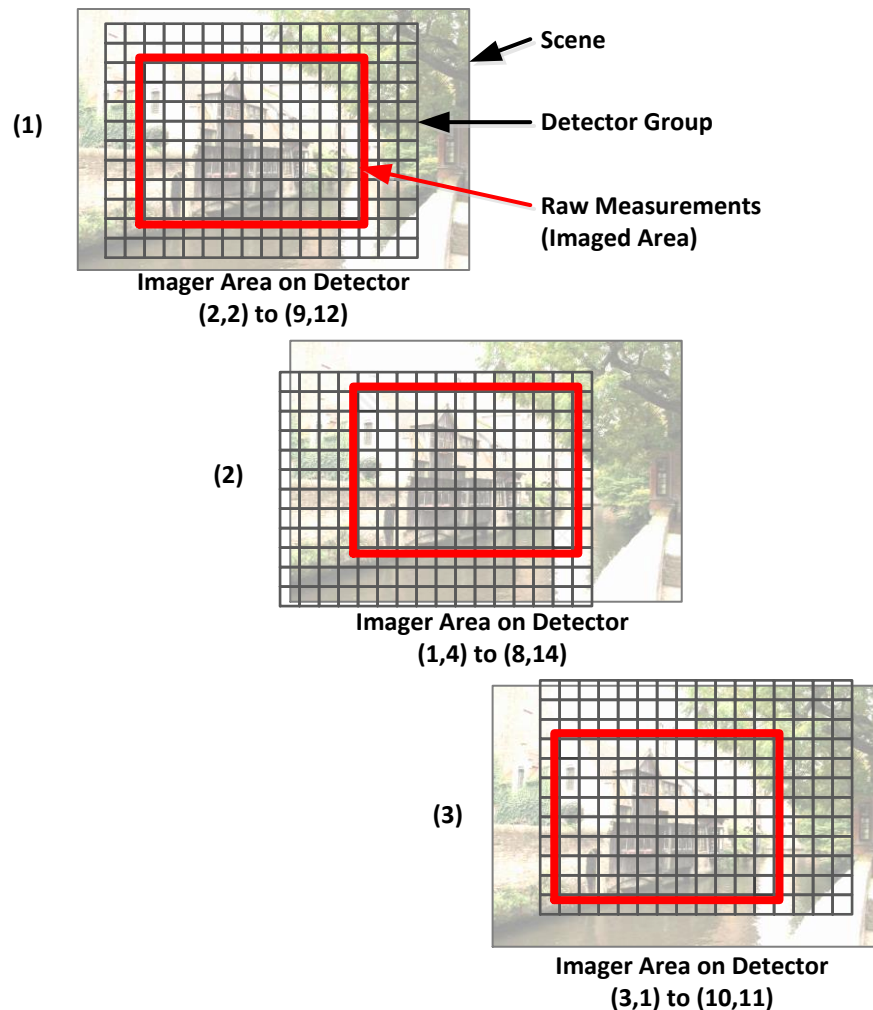 (1)
Scene
Detector Group
Raw Measurements
(Imaged Area)
Imager Area on Detector
(2,2) to (9,12)
(2)
Imager Area on Detector
(1,4) to (8,14)
(3)
Imager Area on Detector
(3,1) to (10,11)